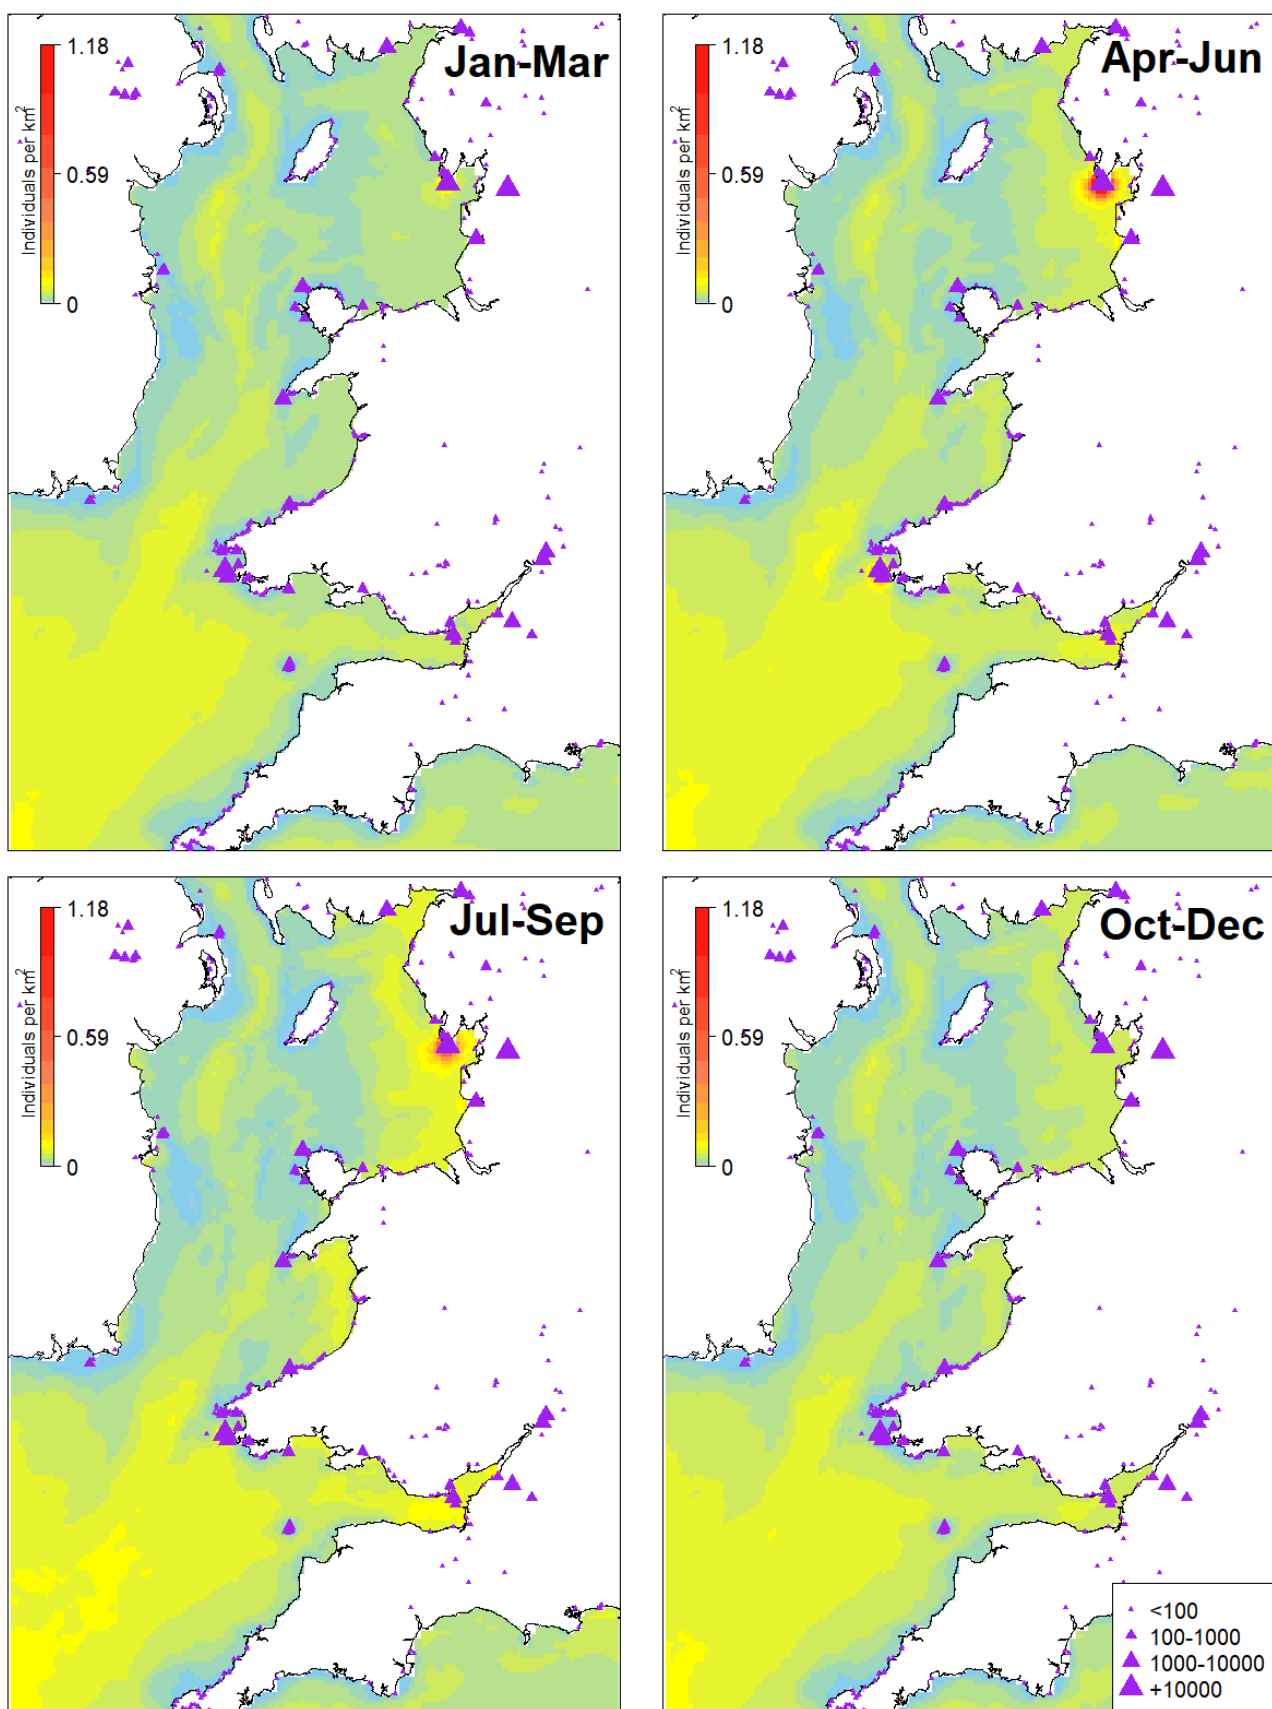 Jan-Mar
1.18
0.59
0
Individuals per km²
Apr-Jun
1.18
0.59
0
Individuals per km²
Jul-Sep
1.18
0.59
0
Individuals per km²
Oct-Dec
1.18
0.59
0
Individuals per km²
<100
100-1000
1000-10000
+10000